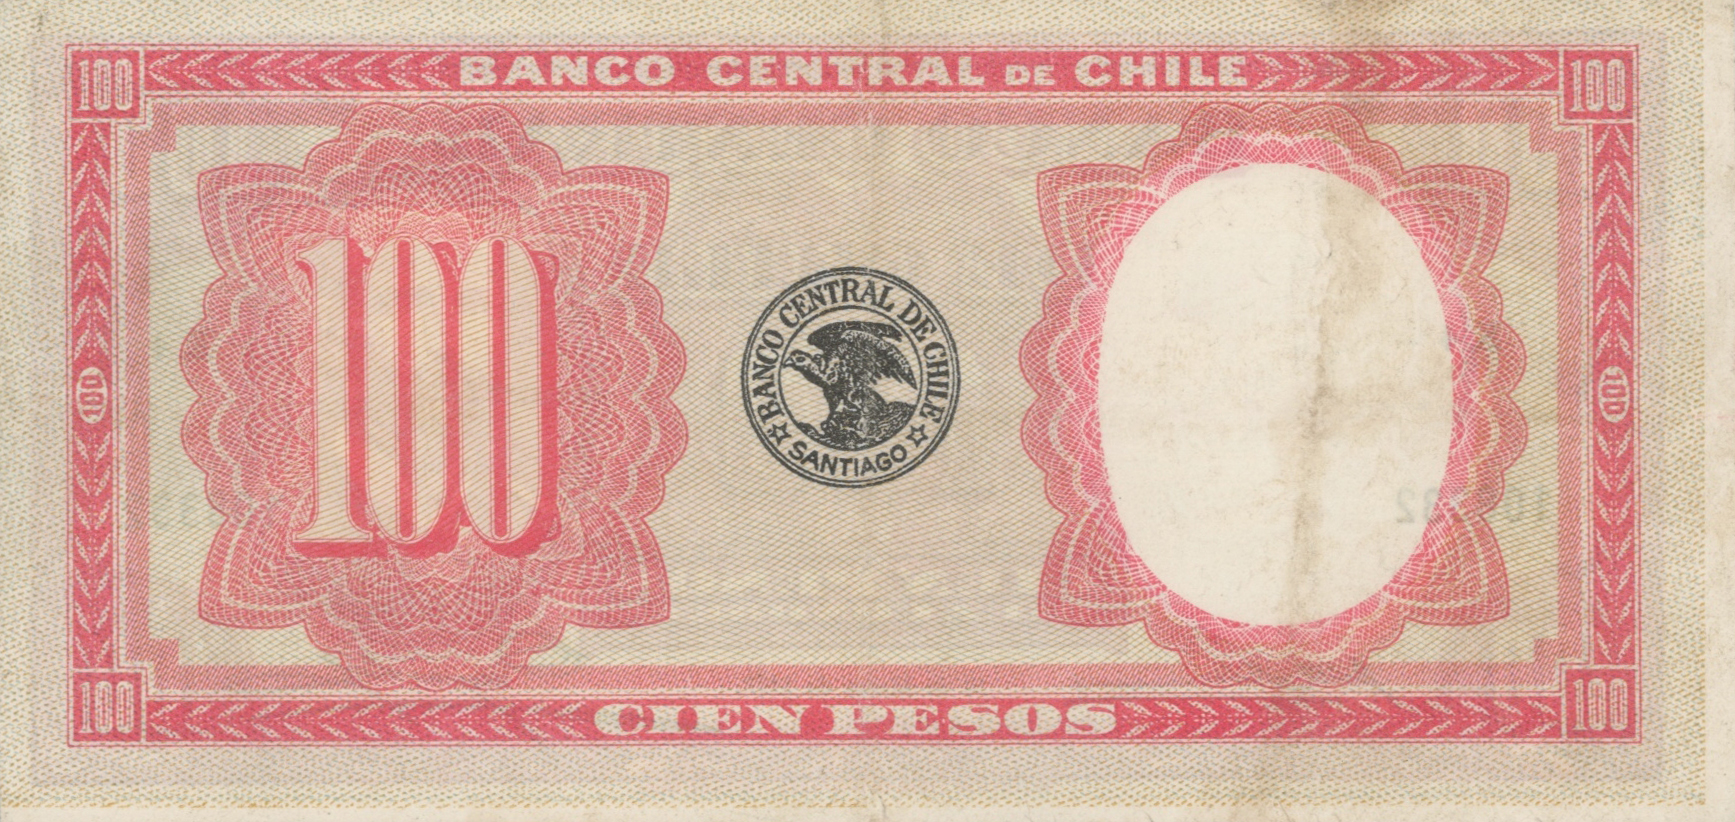 100 BANCO CENTRAL DE CHILE 100
100
BANCO CENTRAL DE CHILE
100 100
SANTIAGO
100 CIEN PESOS 100